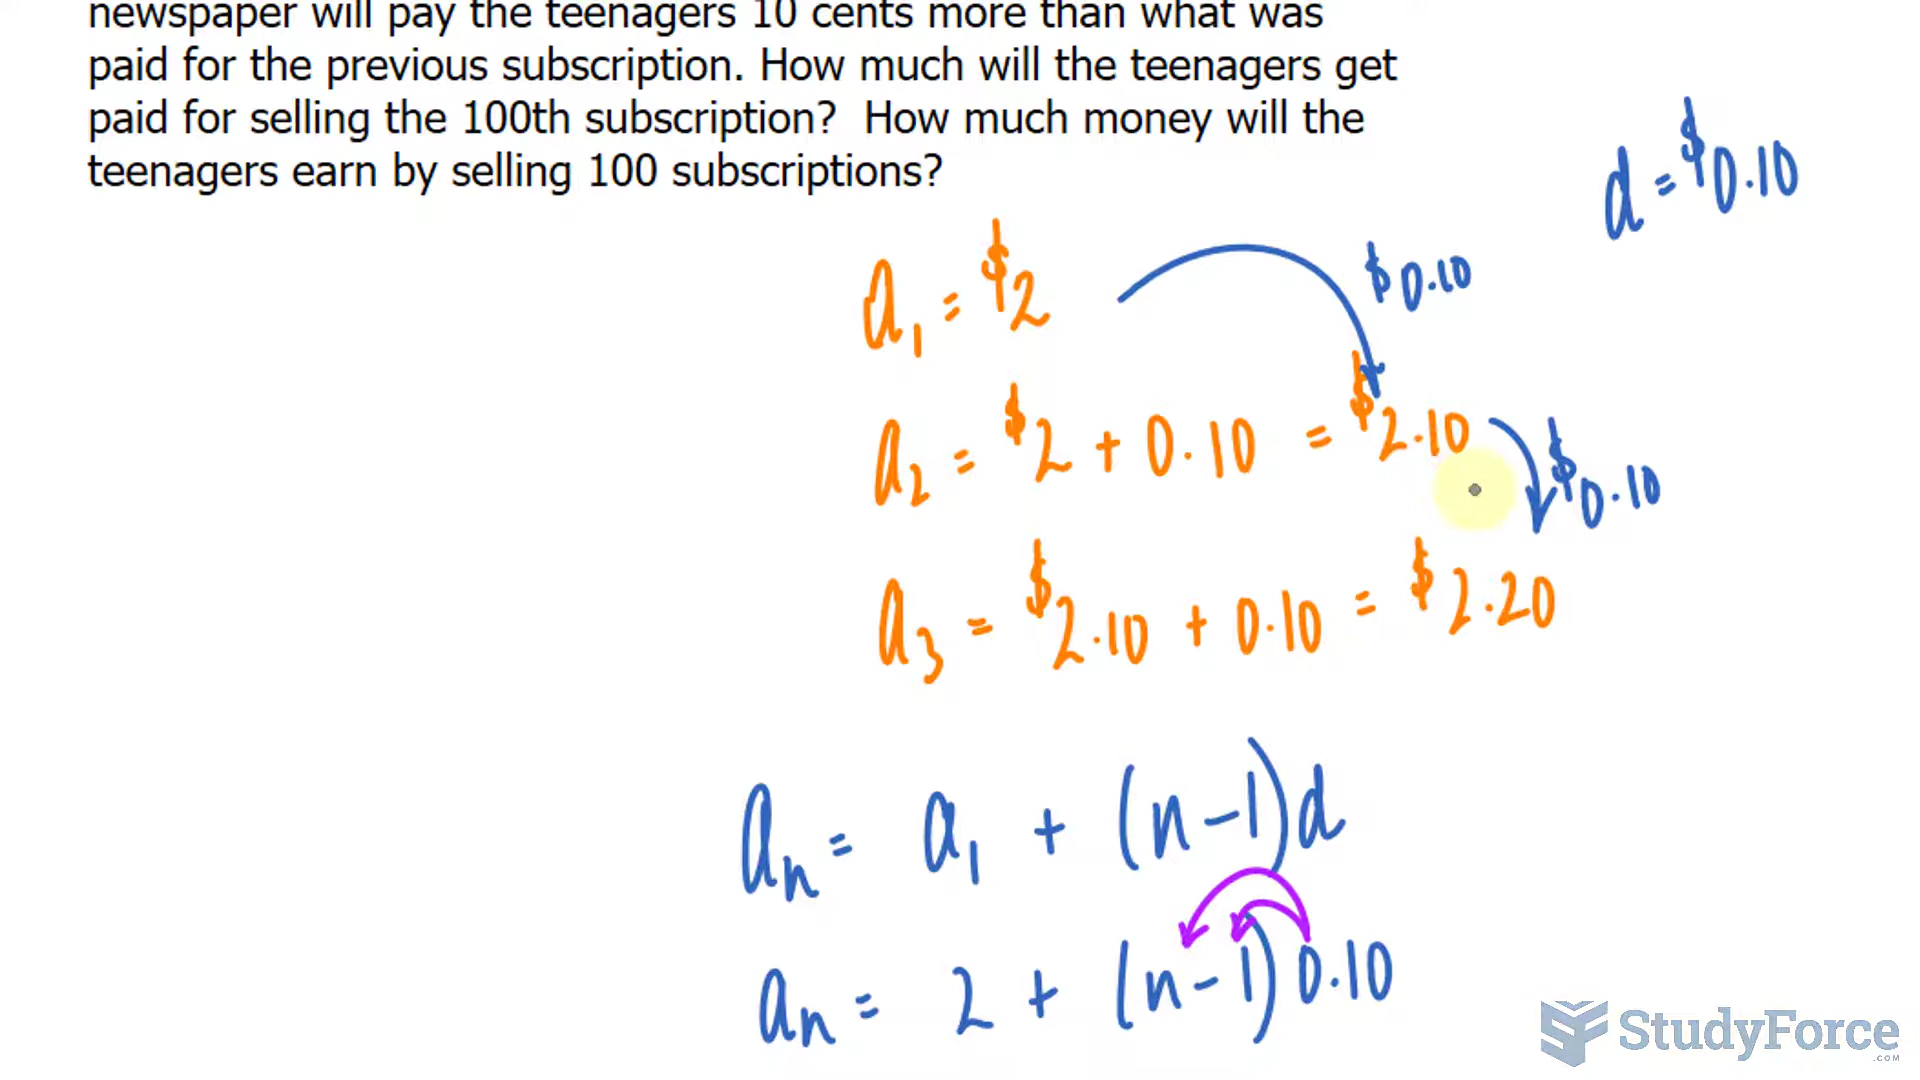 newspaper will pay the teenagers 10 cents more than what was
paid for the previous subscription. How much will the teenagers get
paid for selling the 100th subscription? How much money will the
teenagers earn by selling 100 subscriptions?
d = $0.10
a₁ = $2
$0.10
a₂ = $2 + 0.10 = $2.10
$0.10
a₃ = $2.10 + 0.10 = $2.20
aₙ = a₁ + (n-1)d
aₙ = 2 + (n-1)0.10
SF StudyForce
.COM